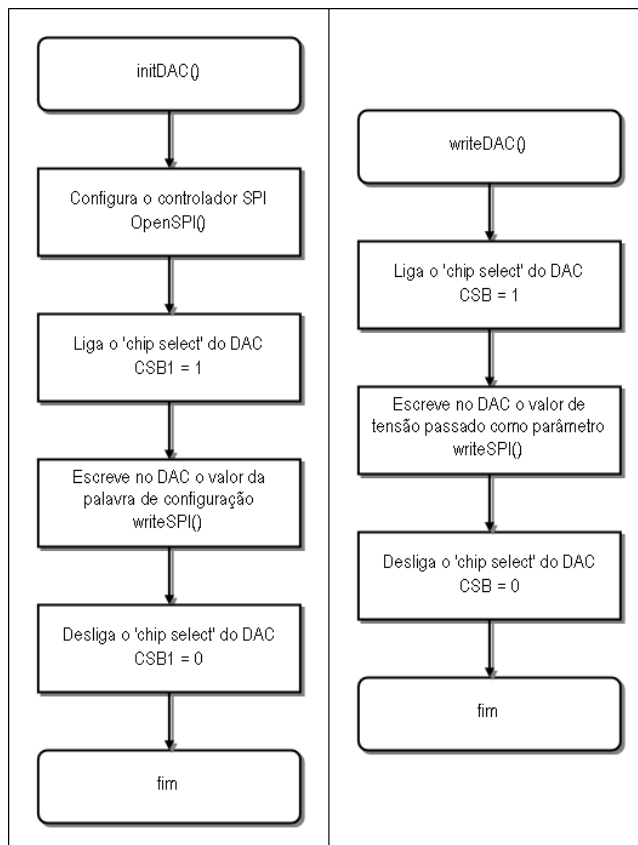 initDAC()
Configura o controlador SPI
OpenSPI()
Liga o 'chip select' do DAC
CSB1 = 1
Escreve no DAC o valor da
palavra de configuração
writeSPI()
Desliga o 'chip select' do DAC
CSB1 = 0
fim
writeDAC()
Liga o 'chip select' do DAC
CSB = 1
Escreve no DAC o valor de
tensão passado como parâmetro
writeSPI()
Desliga o 'chip select' do DAC
CSB = 0
fim